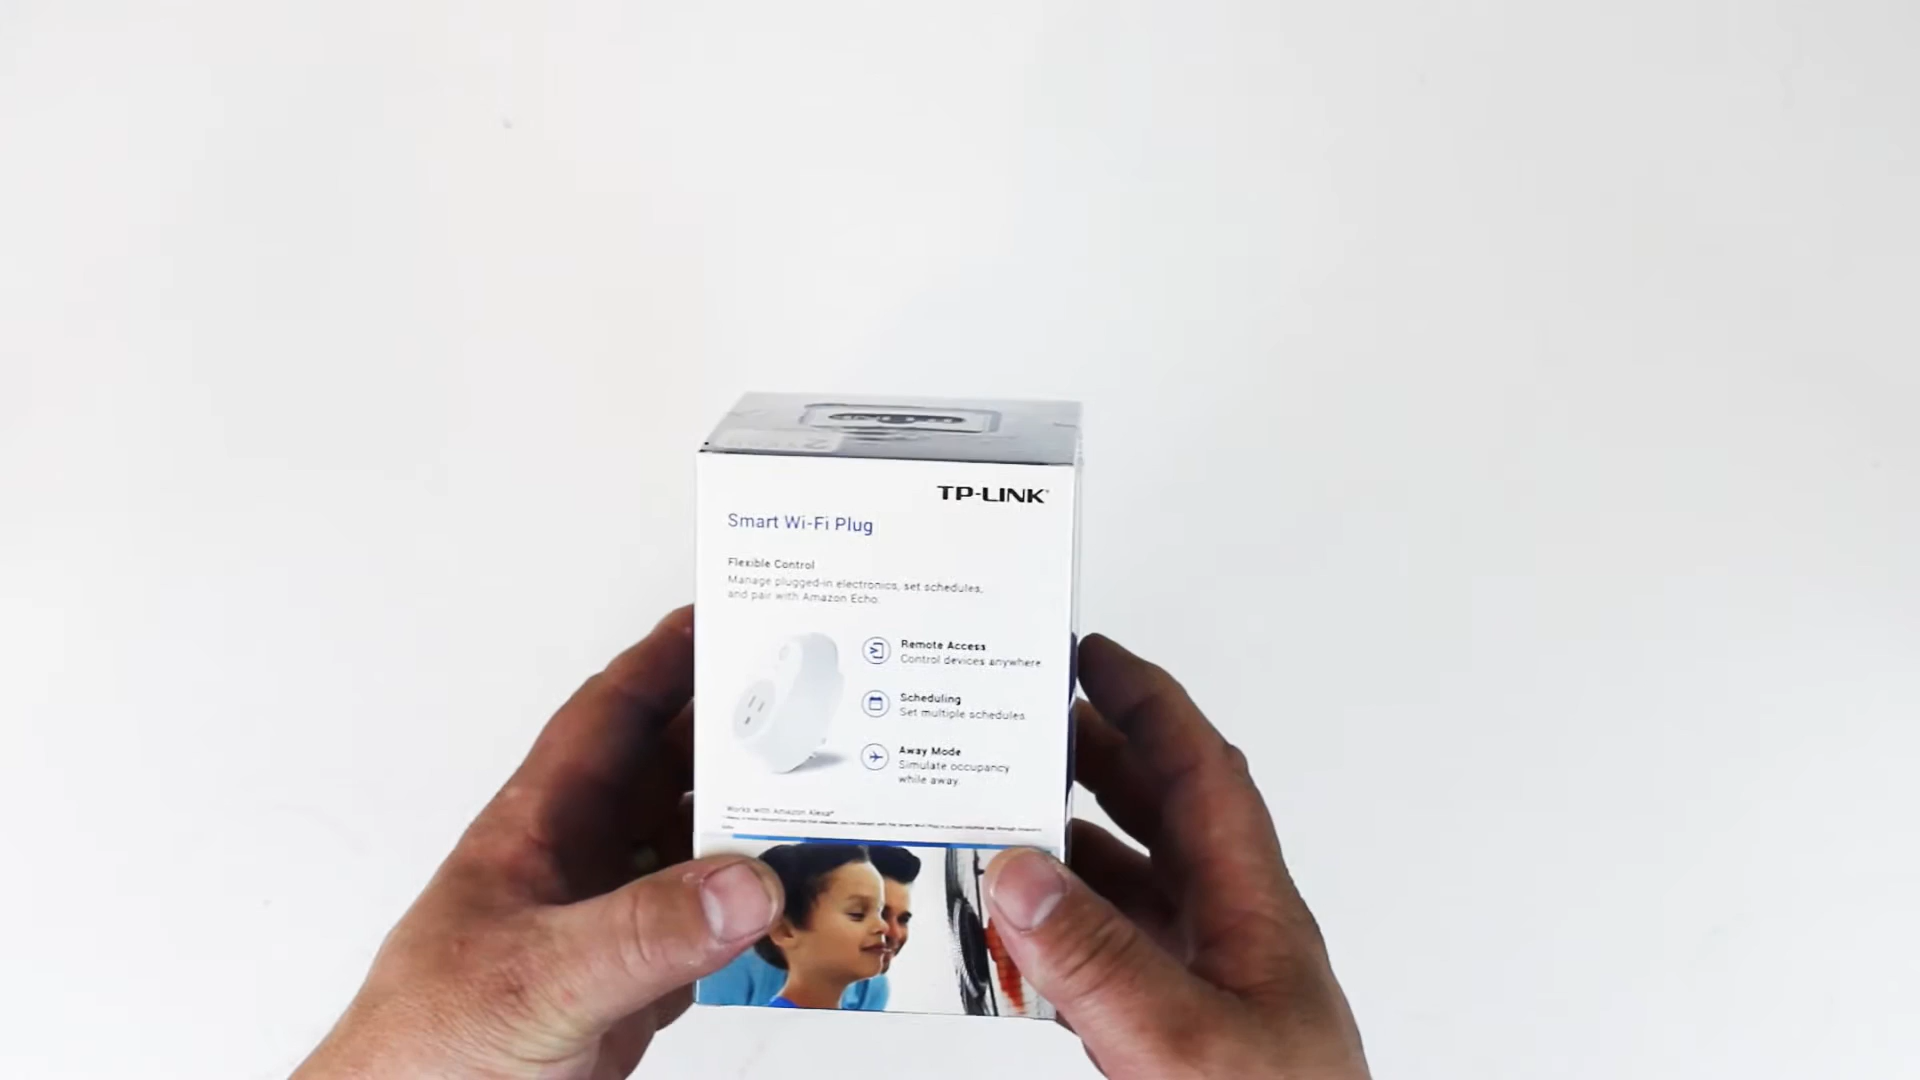 TP-LINK
Smart Wi-Fi Plug
Flexible Control
Manage plugged-in electronics, set schedules,
and pair with Amazon Echo.
Remote Access
Control devices anywhere
Scheduling
Set multiple schedules
Away Mode
Simulate occupancy
while away.
Works with Amazon Alexa*